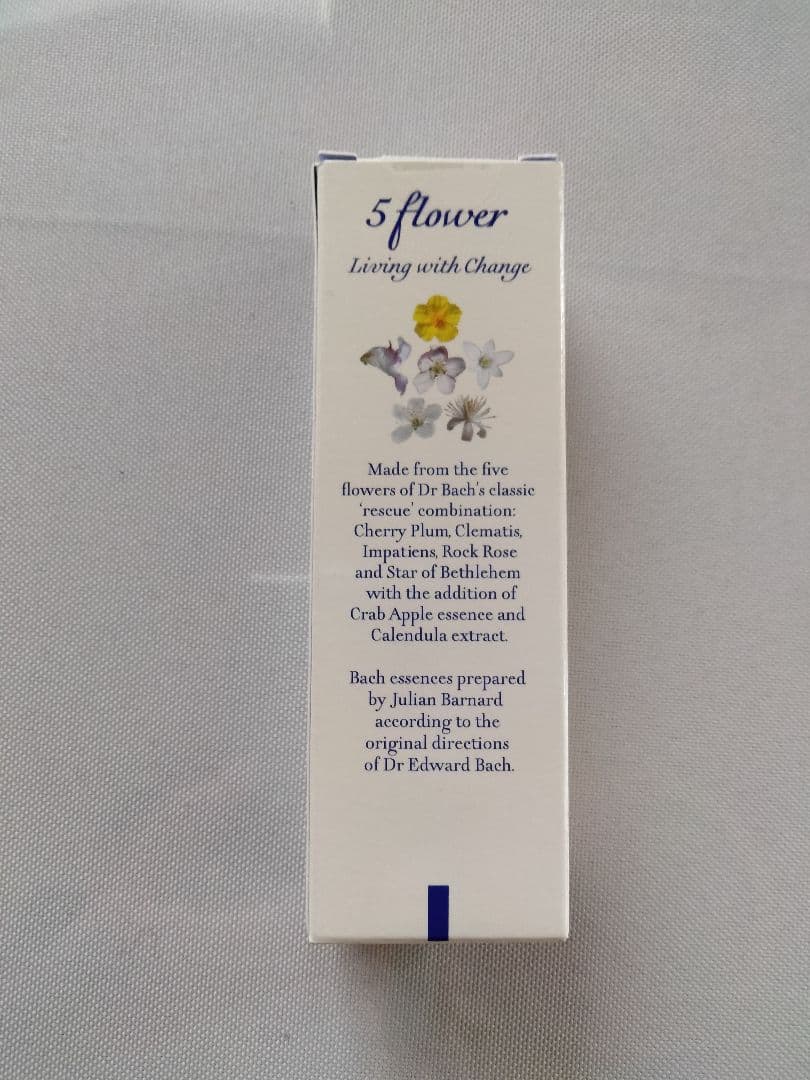 5 flower
Living with Change
Made from the five
flowers of Dr Bach's classic
'rescue' combination:
Cherry Plum, Clematis,
Impatiens, Rock Rose
and Star of Bethlehem
with the addition of
Crab Apple essence and
Calendula extract.
Bach essences prepared
by Julian Barnard
according to the
original directions
of Dr Edward Bach.